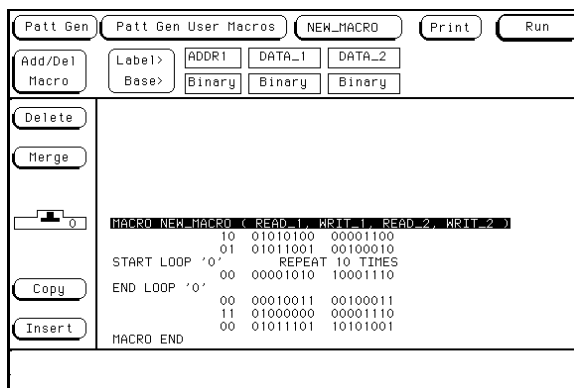 Patt Gen Patt Gen User Macros NEW_MACRO Print Run
Add/Del Macro
Label> ADDR1 DATA_1 DATA_2
Base> Binary Binary Binary
Delete
Merge
0
MACRO NEW_MACRO ( READ_1, WRIT_1, READ_2, WRIT_2 )
10 01010100 00001100
01 01011001 00100010
START LOOP '0' REPEAT 10 TIMES
00 00001010 10001110
END LOOP '0'
00 00010011 00100011
11 01000000 00001110
00 01011101 10101001
MACRO END
Copy
Insert